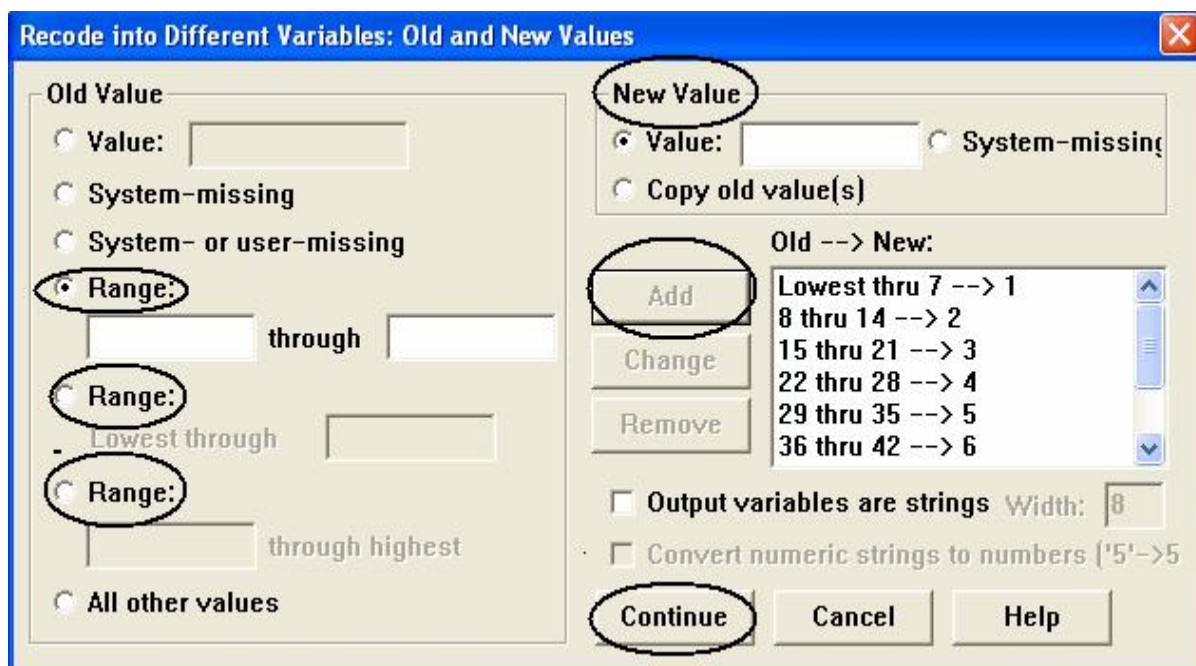 Recode into Different Variables: Old and New Values
Old Value
Value:
System-missing
System- or user-missing
Range:
through
Range:
Lowest through
Range:
through highest
All other values
New Value
Value:
System-missing
Copy old value(s)
Old --> New:
Add
Change
Remove
Lowest thru 7 --> 1
8 thru 14 --> 2
15 thru 21 --> 3
22 thru 28 --> 4
29 thru 35 --> 5
36 thru 42 --> 6
Output variables are strings Width: 8
Convert numeric strings to numbers ('5'->5
Continue Cancel Help